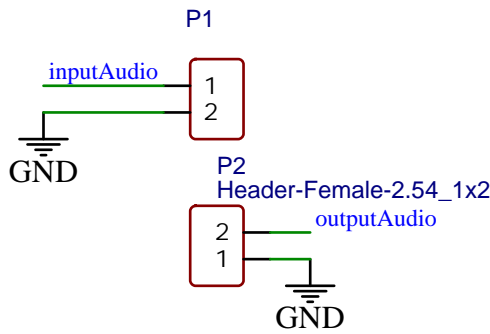 P1
inputAudio
1
2
GND
P2
Header-Female-2.54_1x2
outputAudio
2
1
GND